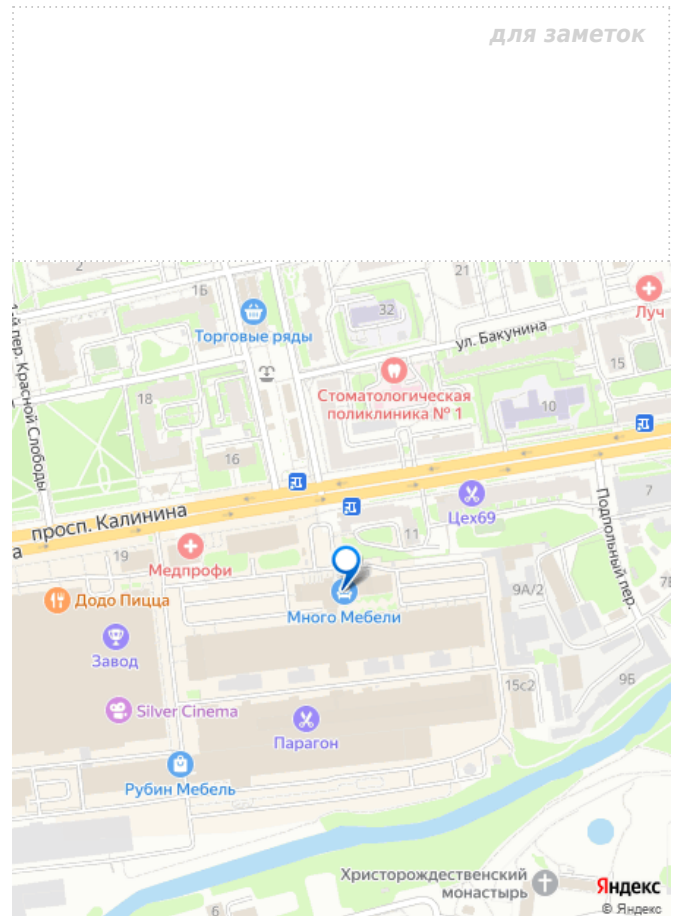 для заметок
2
16
21
Луч
32
Торговые ряды
ул. Бакунина
1-й пер. Красной Слободы
15
18
Стоматологическая
поликлиника № 1
10
16
7
просп. Калинина
а
Цех69
11
Подпольный пер.
19
Медпрофи
9А/2
7Б
Додо Пицца
Много Мебели
Завод
15с2
9Б
Silver Cinema
Парагон
Рубин Мебель
Христорождественский
монастырь
6
Яндекс
© Яндекс